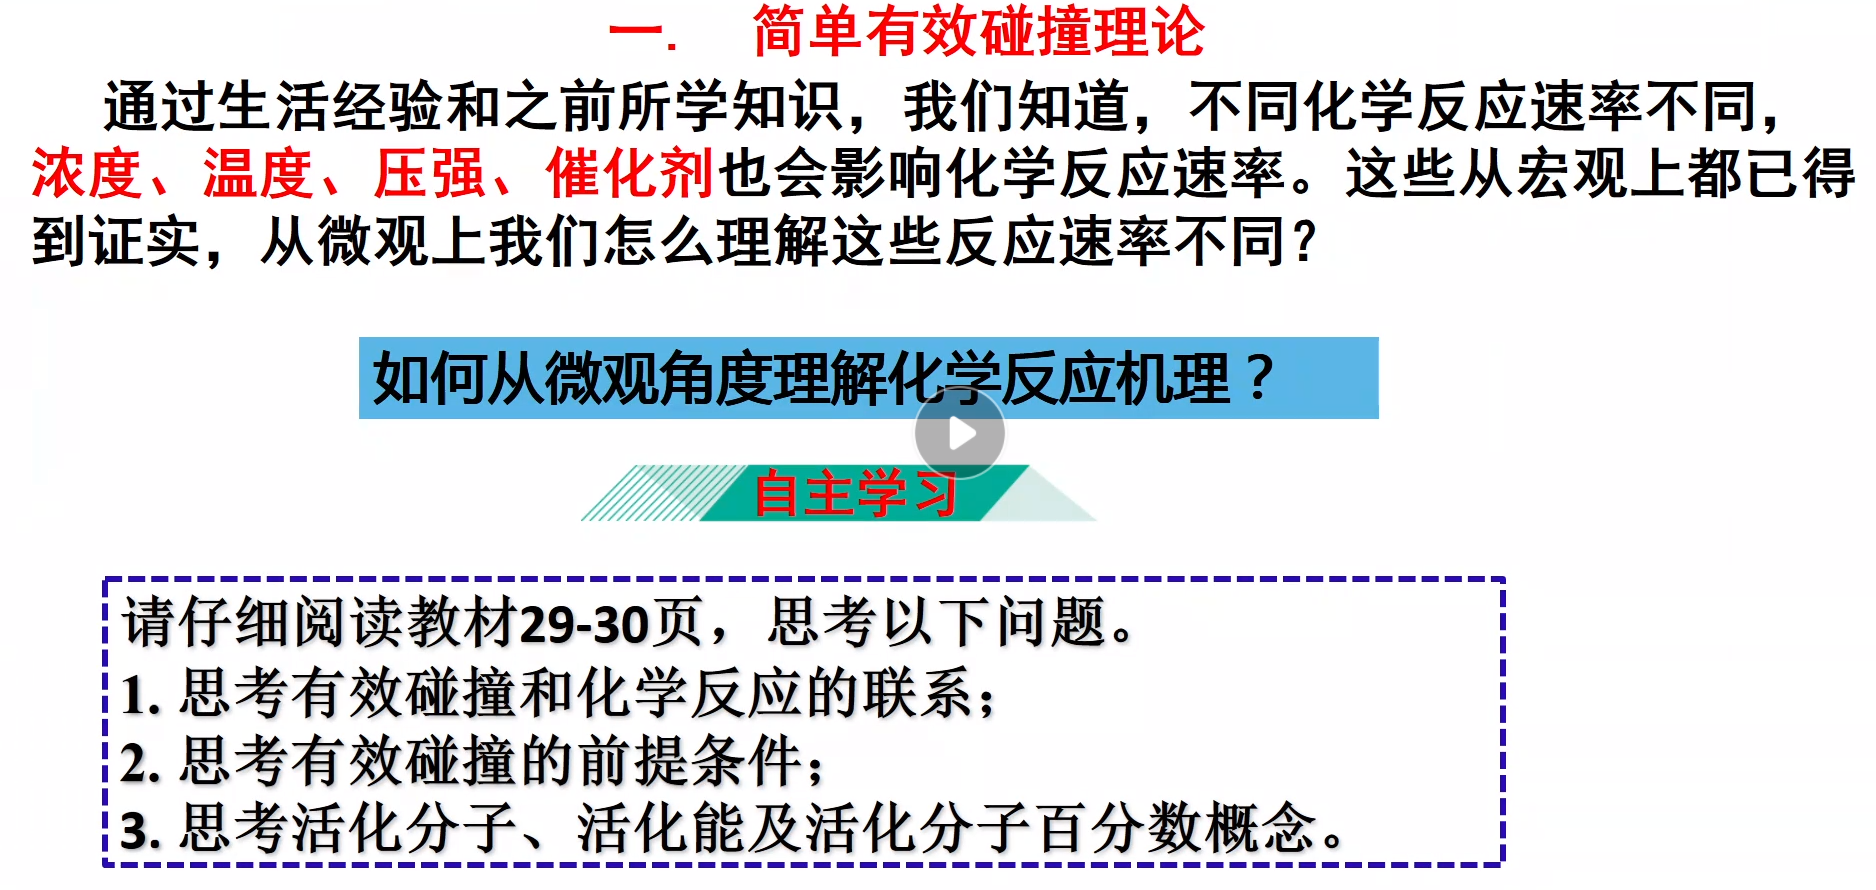 一. 简单有效碰撞理论
通过生活经验和之前所学知识，我们知道，不同化学反应速率不同，
浓度、温度、压强、催化剂也会影响化学反应速率。这些从宏观上都已得
到证实，从微观上我们怎么理解这些反应速率不同？
如何从微观角度理解化学反应机理？
自主学习
请仔细阅读教材29-30页，思考以下问题。
1. 思考有效碰撞和化学反应的联系；
2. 思考有效碰撞的前提条件；
3. 思考活化分子、活化能及活化分子百分数概念。